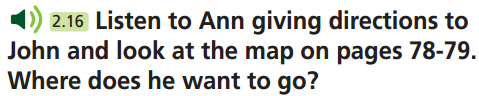 2.16 Listen to Ann giving directions to
John and look at the map on pages 78-79.
Where does he want to go?